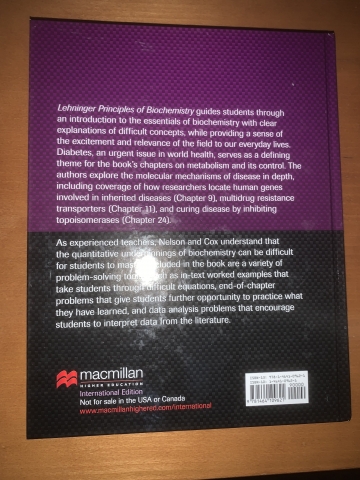 Lehninger Principles of Biochemistry guides students through
an introduction to the essentials of biochemistry with clear
explanations of difficult concepts, while providing a sense of
the excitement and relevance of the field to our everyday lives.
Diabetes, an urgent issue in world health, serves as a defining
theme for the book's chapters on metabolism and its control. The
authors explore the molecular mechanisms of disease in depth,
including coverage of how researchers locate human genes
involved in inherited diseases (Chapter 9), multidrug resistance
transporters (Chapter 11), and curing disease by inhibiting
topoisomerases (Chapter 24).
As experienced teachers, Nelson and Cox understand that
the quantitative underpinnings of biochemistry can be difficult
for students to master. Included in the book are a variety of
problem-solving tools such as in-text worked examples that
take students through difficult equations, end-of-chapter
problems that give students further opportunity to practice what
they have learned, and data analysis problems that encourage
students to interpret data from the literature.
macmillan
HIGHER EDUCATION
International Edition
Not for sale in the USA or Canada
www.macmillanhighered.com/international
90000